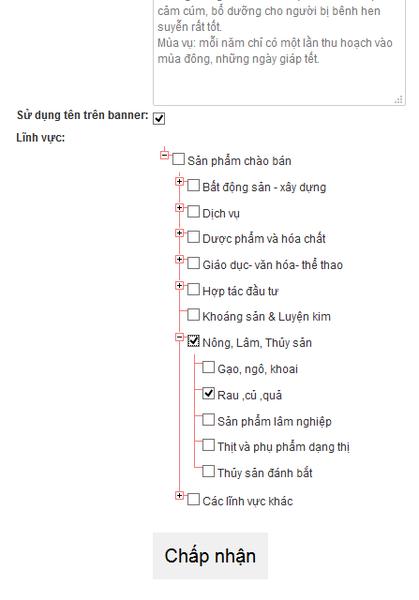 cảm cúm, bổ dưỡng cho người bị bênh hen
suyễn rất tốt.
Mùa vụ: mỗi năm chỉ có một lần thu hoạch vào
mùa đông, những ngày giáp tết.
Sử dụng tên trên banner:
Lĩnh vực:
Sản phẩm chào bán
Bất động sản - xây dựng
Dịch vụ
Dược phẩm và hóa chất
Giáo dục- văn hóa- thể thao
Hợp tác đầu tư
Khoáng sản & Luyện kim
Nông, Lâm, Thủy sản
Gạo, ngô, khoai
Rau ,củ ,quả
Sản phẩm lâm nghiệp
Thịt và phụ phẩm dạng thị
Thủy sản đánh bắt
Các lĩnh vực khác
Chấp nhận